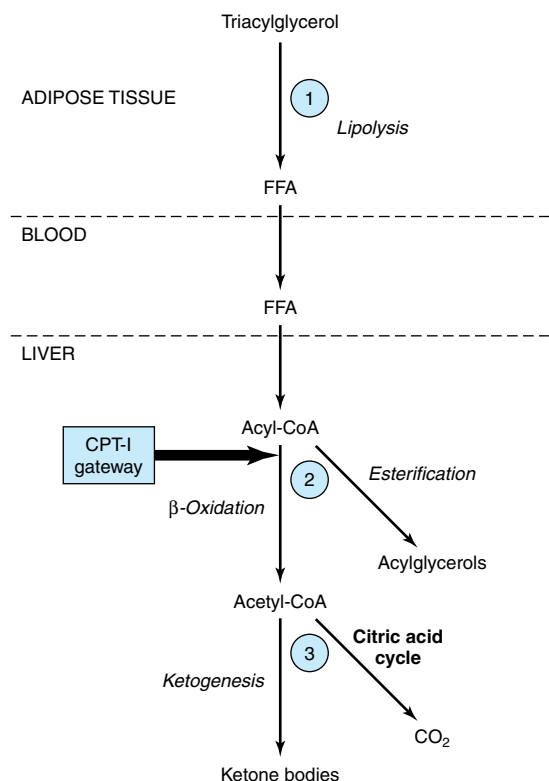 Triacylglycerol
ADIPOSE TISSUE
1
Lipolysis
FFA
BLOOD
FFA
LIVER
Acyl-CoA
CPT-I
gateway
2
Esterification
β-Oxidation
Acylglycerols
Acetyl-CoA
Citric acid
cycle
3
Ketogenesis
CO₂
Ketone bodies